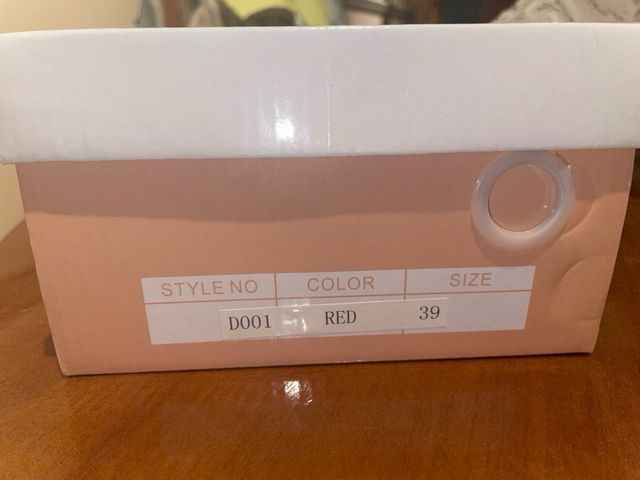 STYLE NO COLOR SIZE
D001 RED 39